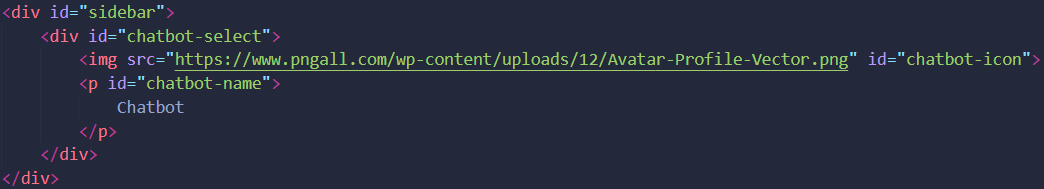 <div id="sidebar">
    <div id="chatbot-select">
        <img src="https://www.pngall.com/wp-content/uploads/12/Avatar-Profile-Vector.png" id="chatbot-icon">
        <p id="chatbot-name">
            Chatbot
        </p>
    </div>
</div>